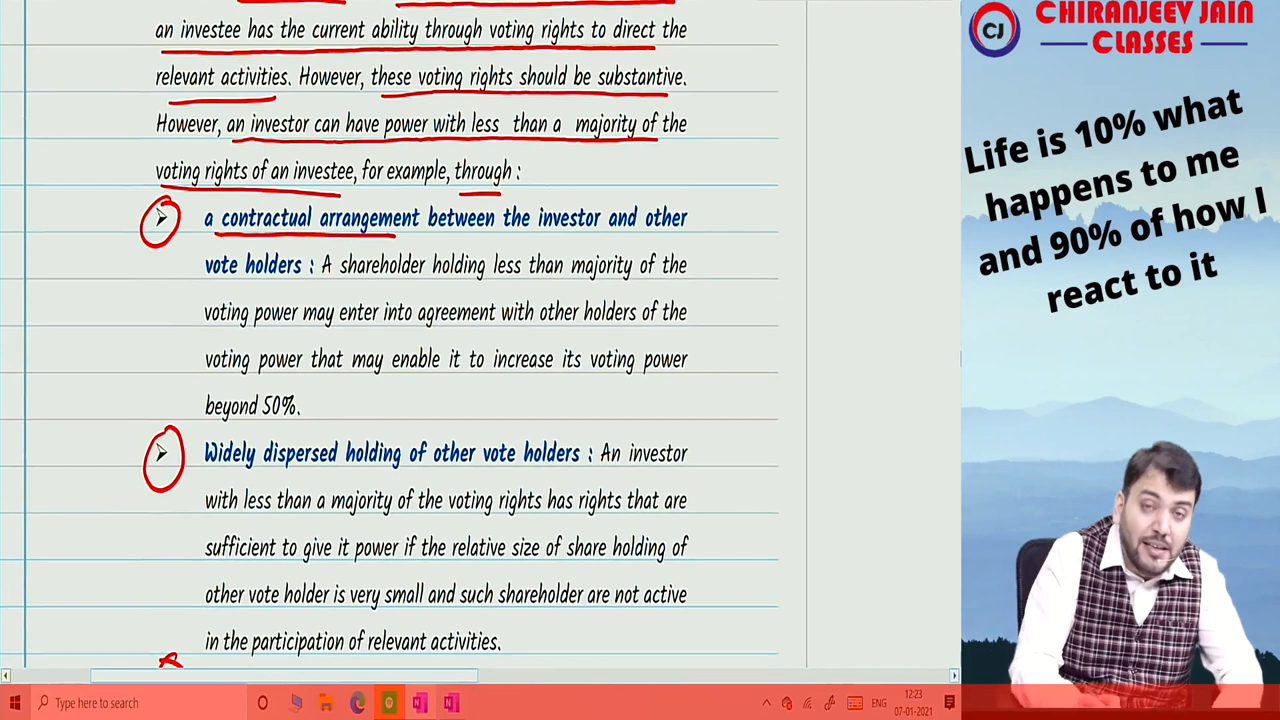 an investee has the current ability through voting rights to direct the
relevant activities. However, these voting rights should be substantive.
However, an investor can have power with less than a majority of the
voting rights of an investee, for example, through :
➢ a contractual arrangement between the investor and other
vote holders : A shareholder holding less than majority of the
voting power may enter into agreement with other holders of the
voting power that may enable it to increase its voting power
beyond 50%.
➢ Widely dispersed holding of other vote holders : An investor
with less than a majority of the voting rights has rights that are
sufficient to give it power if the relative size of share holding of
other vote holder is very small and such shareholder are not active
in the participation of relevant activities.
CJ
CHIRANJEEV JAIN
CLASSES
Life is 10% what
happens to me
and 90% of how I
react to it
Type here to search
ENG
12:23
07-01-2021